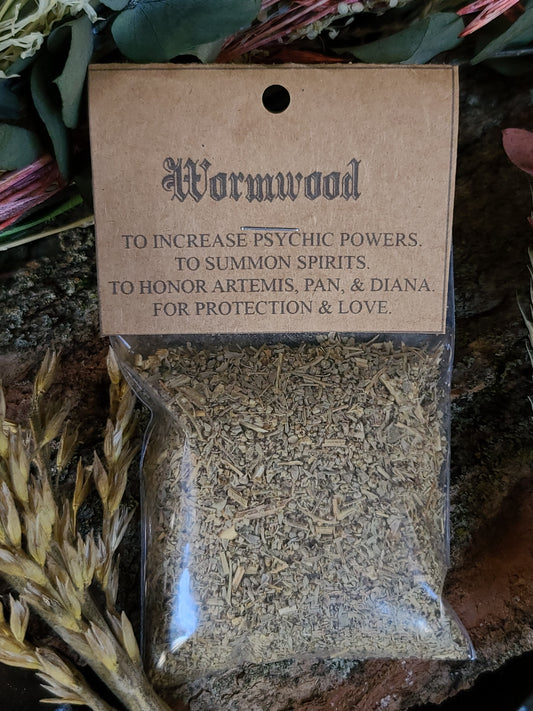 Wormwood
TO INCREASE PSYCHIC POWERS.
TO SUMMON SPIRITS.
TO HONOR ARTEMIS, PAN, & DIANA.
FOR PROTECTION & LOVE.